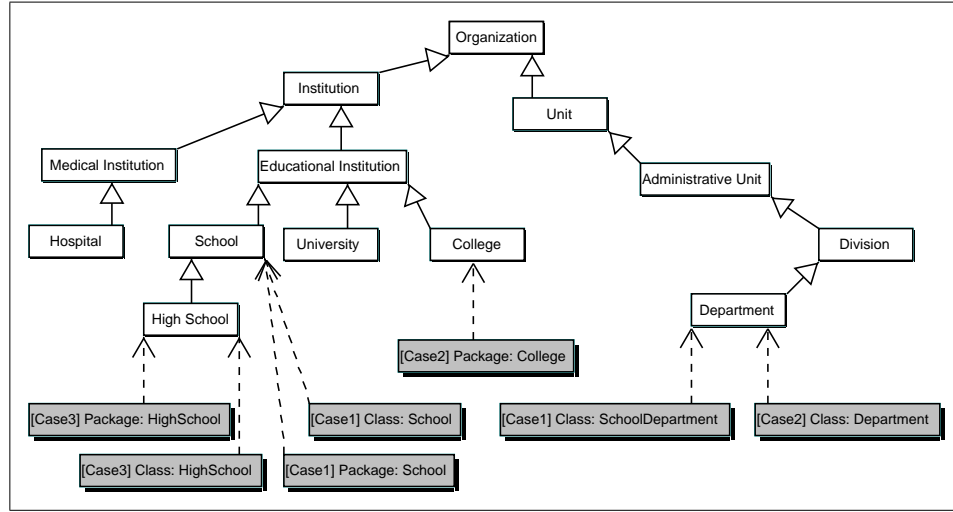 Organization
Institution
Unit
Medical Institution
Educational Institution
Administrative Unit
Hospital
School
University
College
Division
High School
Department
[Case2] Package: College
[Case3] Package: HighSchool
[Case1] Class: School
[Case1] Class: SchoolDepartment
[Case2] Class: Department
[Case3] Class: HighSchool
[Case1] Package: School